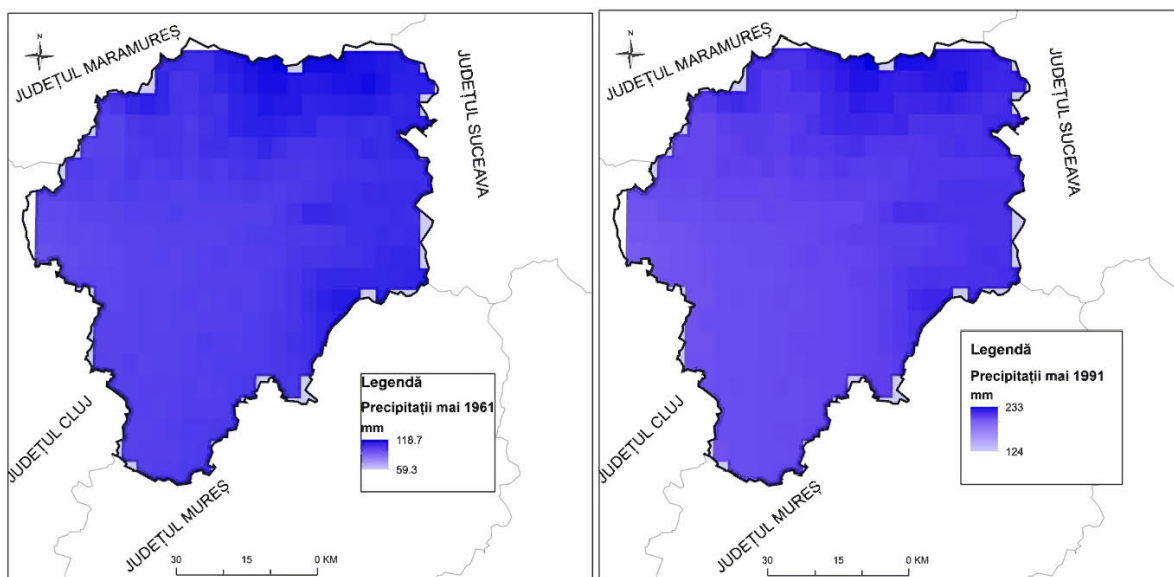 N
JUDEȚUL MARAMUREȘ
JUDEȚUL SUCEAVA
JUDEȚUL CLUJ
JUDEȚUL MUREȘ
Legendă
Precipitații mai 1961
mm
118.7
59.3
30 15 0 KM
N
JUDEȚUL MARAMUREȘ
JUDEȚUL SUCEAVA
JUDEȚUL CLUJ
JUDEȚUL MUREȘ
Legendă
Precipitații mai 1991
mm
233
124
30 15 0 KM